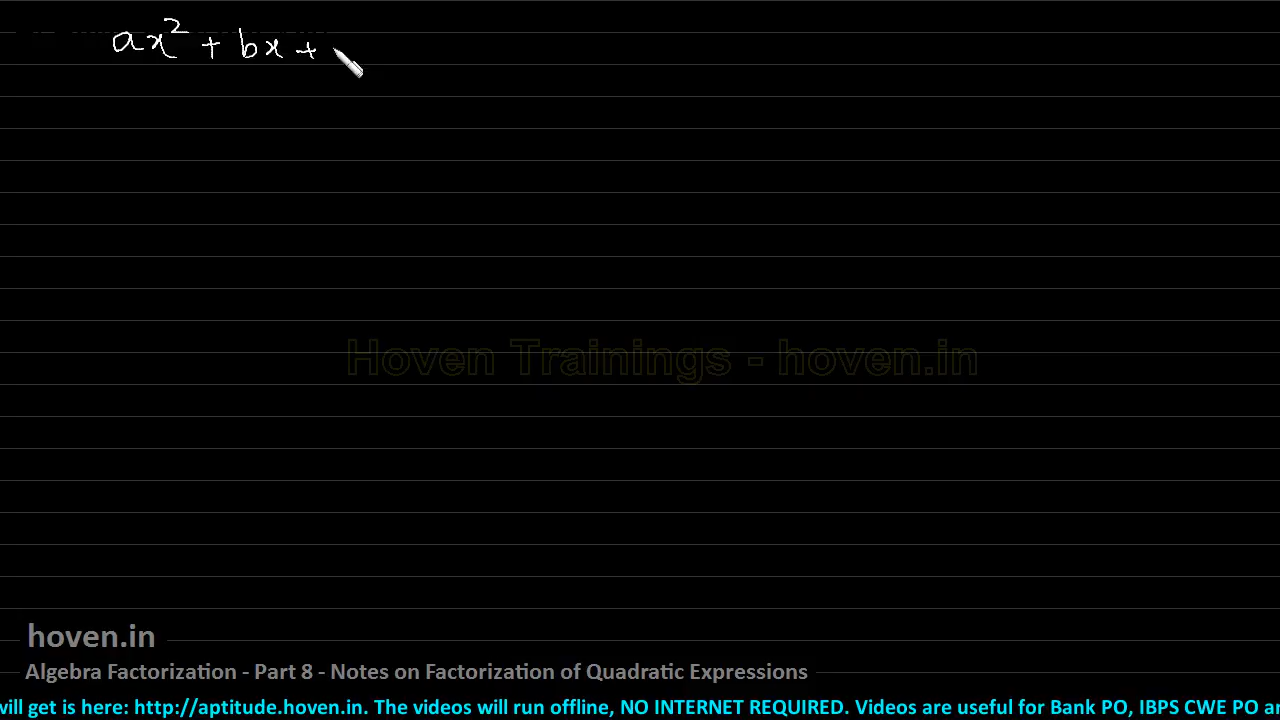 ax² + bx +
Hoven Trainings - hoven.in
hoven.in
Algebra Factorization - Part 8 - Notes on Factorization of Quadratic Expressions
will get is here: http://aptitude.hoven.in. The videos will run offline, NO INTERNET REQUIRED. Videos are useful for Bank PO, IBPS CWE PO